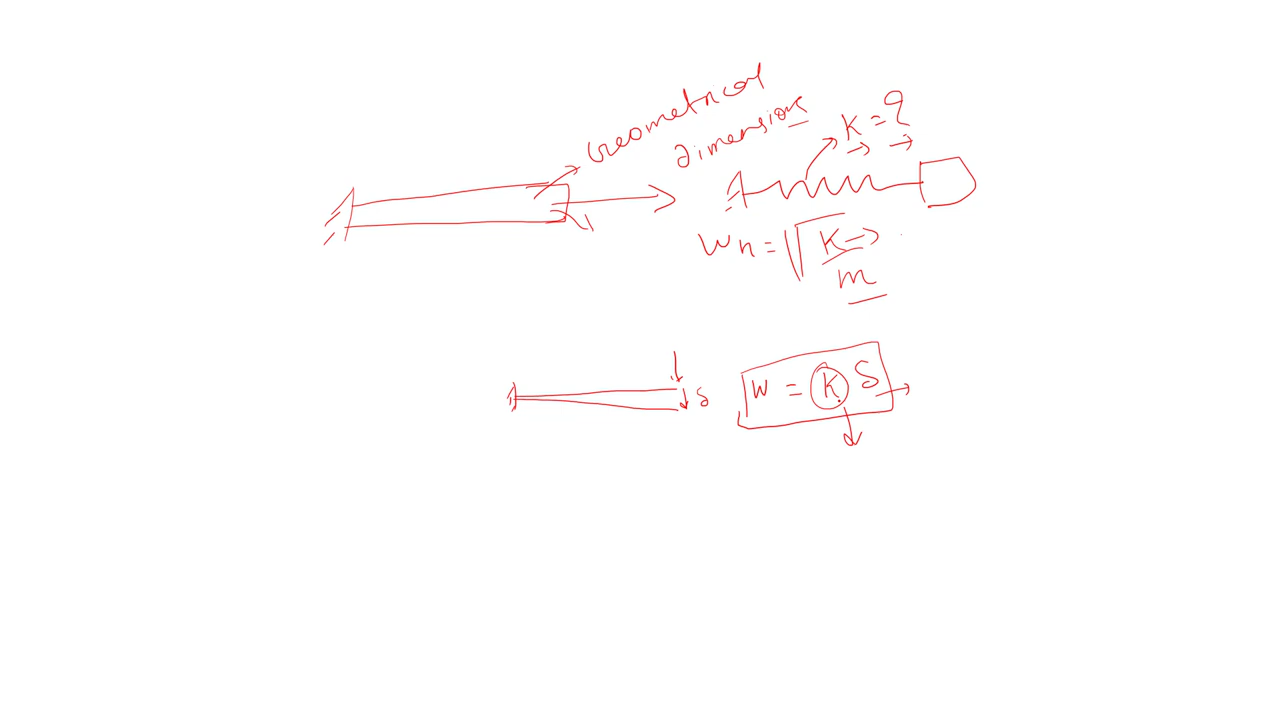 Geometrical
dimensions
K = ?
Wn = √K/m
δ
W = K δ